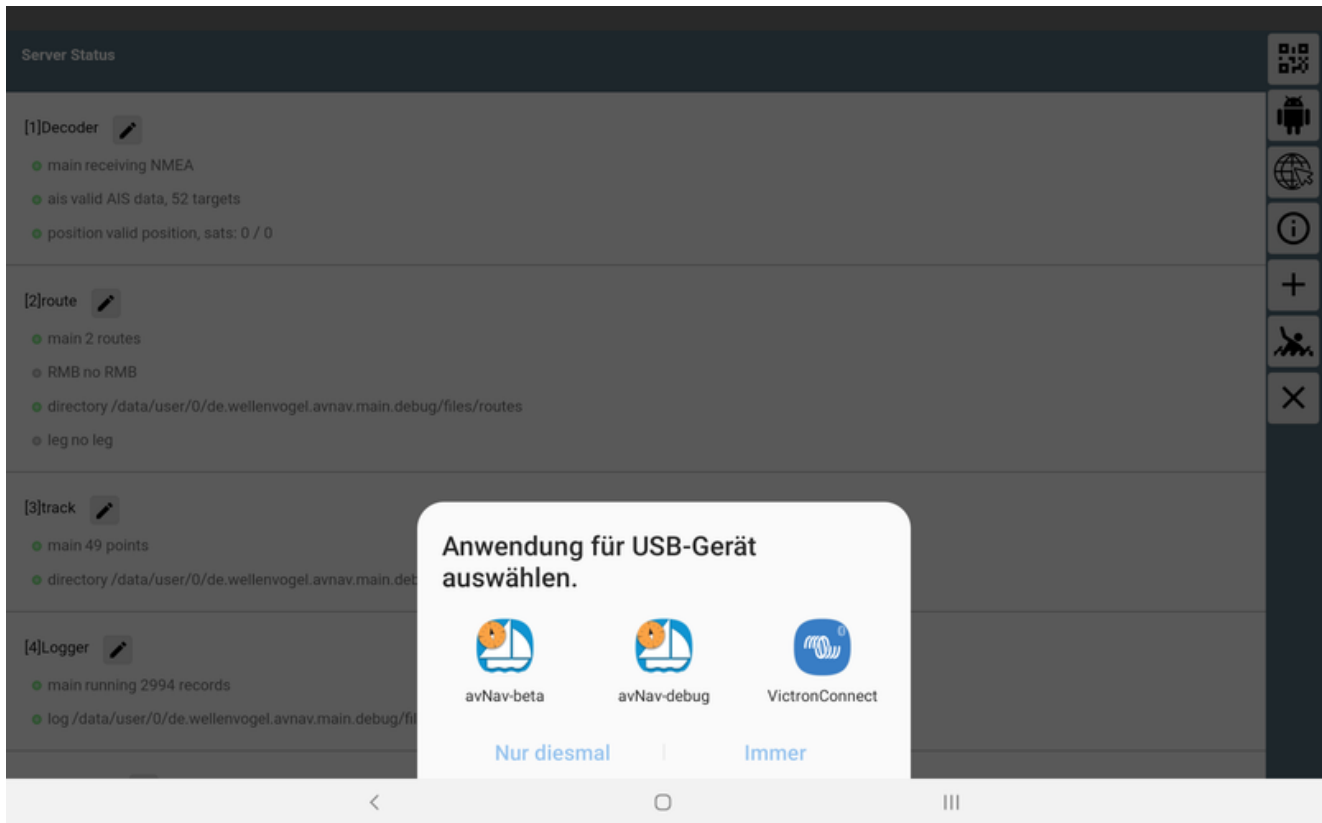 Server Status
[1]Decoder
main receiving NMEA
ais valid AIS data, 52 targets
position valid position, sats: 0 / 0
[2]route
main 2 routes
RMB no RMB
directory /data/user/0/de.wellenvogel.avnav.main.debug/files/routes
leg no leg
[3]track
main 49 points
directory /data/user/0/de.wellenvogel.avnav.main.deb
[4]Logger
main running 2994 records
log /data/user/0/de.wellenvogel.avnav.main.debug/fil
Anwendung für USB-Gerät
auswählen.
avNav-beta
avNav-debug
VictronConnect
Nur diesmal
Immer